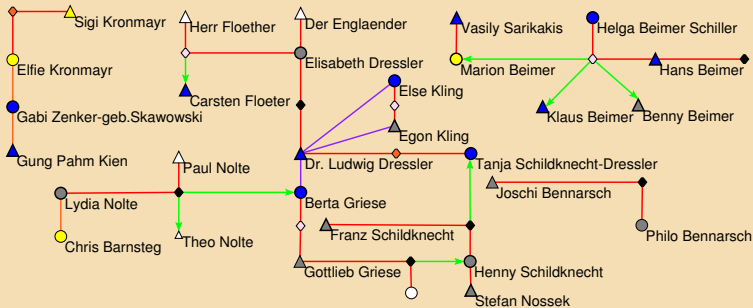 Sigi Kronmayr
Herr Floether
Der Englaender
Vasily Sarikakis
Helga Beimer Schiller
Elfie Kronmayr
Elisabeth Dressler
Marion Beimer
Hans Beimer
Gabi Zenker-geb.Skawowski
Carsten Floeter
Else Kling
Klaus Beimer
Benny Beimer
Egon Kling
Gung Pahm Kien
Paul Nolte
Dr. Ludwig Dressler
Tanja Schildknecht-Dressler
Joschi Bennarsch
Lydia Nolte
Berta Griese
Chris Barnsteg
Theo Nolte
Franz Schildknecht
Philo Bennarsch
Gottlieb Griese
Henny Schildknecht
Stefan Nossek